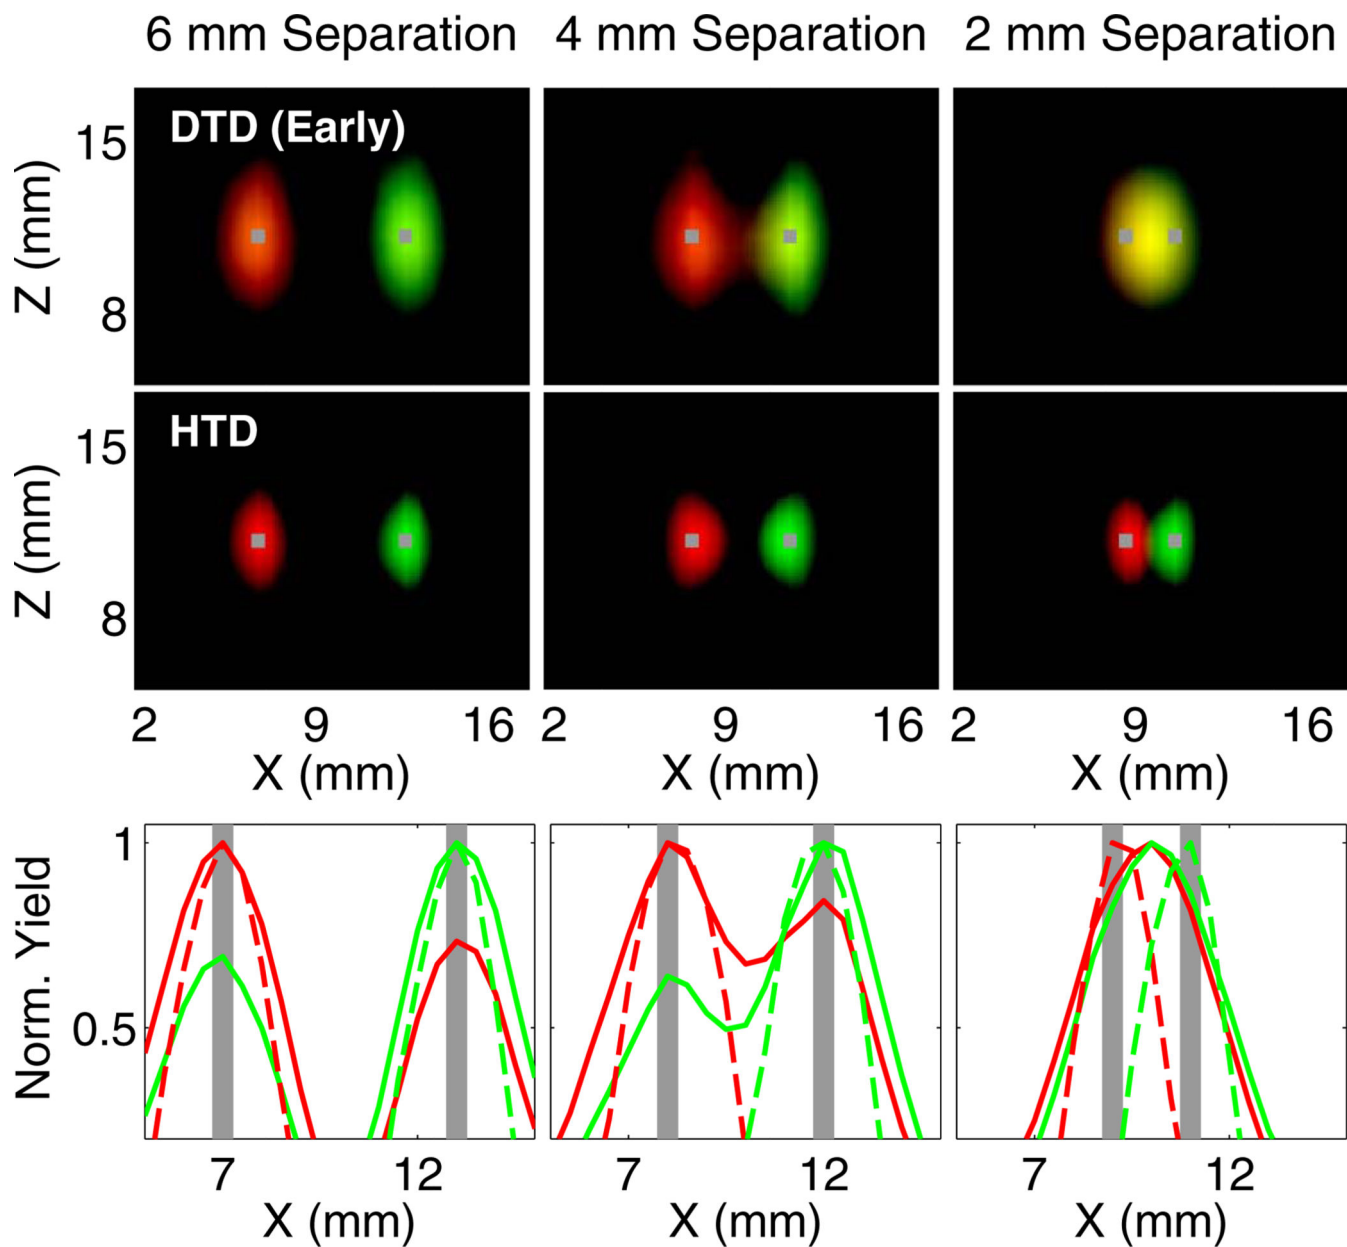 6 mm Separation 4 mm Separation 2 mm Separation
DTD (Early)
15
Z (mm)
8
HTD
15
Z (mm)
8
2 9 16 2 9 16 2 9 16
X (mm) X (mm) X (mm)
1
Norm. Yield
0.5
7 12 7 12 7 12
X (mm) X (mm) X (mm)